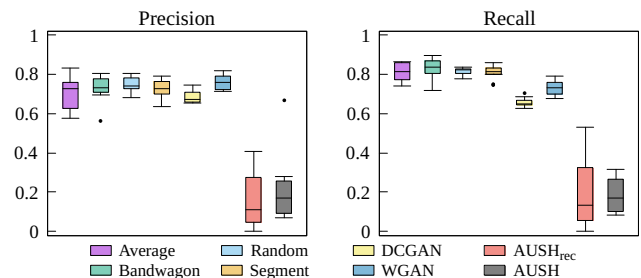 Precision Recall
1 1
0.8 0.8
0.6 0.6
0.4 0.4
0.2 0.2
0 0
Average Random DCGAN AUSHrec
Bandwagon Segment WGAN AUSH